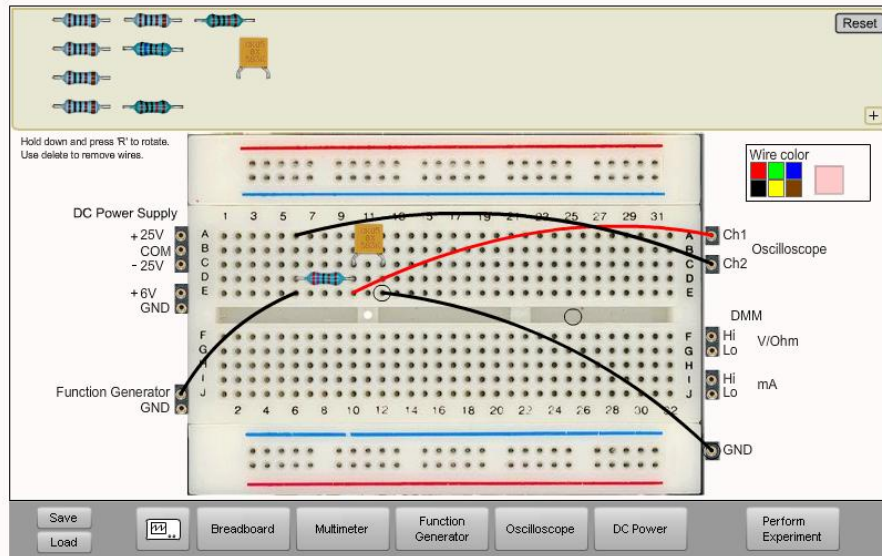 Reset
+
Hold down and press 'R' to rotate.
Use delete to remove wires.
Wire color
DC Power Supply
+25V
COM
-25V
+6V
GND
Function Generator
GND
1 3 5 7 9 11 13 15 17 19 21 23 25 27 29 31
A
B
C
D
E
F
G
H
I
J
2 4 6 8 10 12 14 16 18 20 22 24 26 28 30 32
A
B
C
D
E
F
G
H
I
J
Ch1
Oscilloscope
Ch2
DMM
Hi
V/Ohm
Lo
Hi
mA
Lo
GND
Save
Load
Breadboard
Multimeter
Function
Generator
Oscilloscope
DC Power
Perform
Experiment